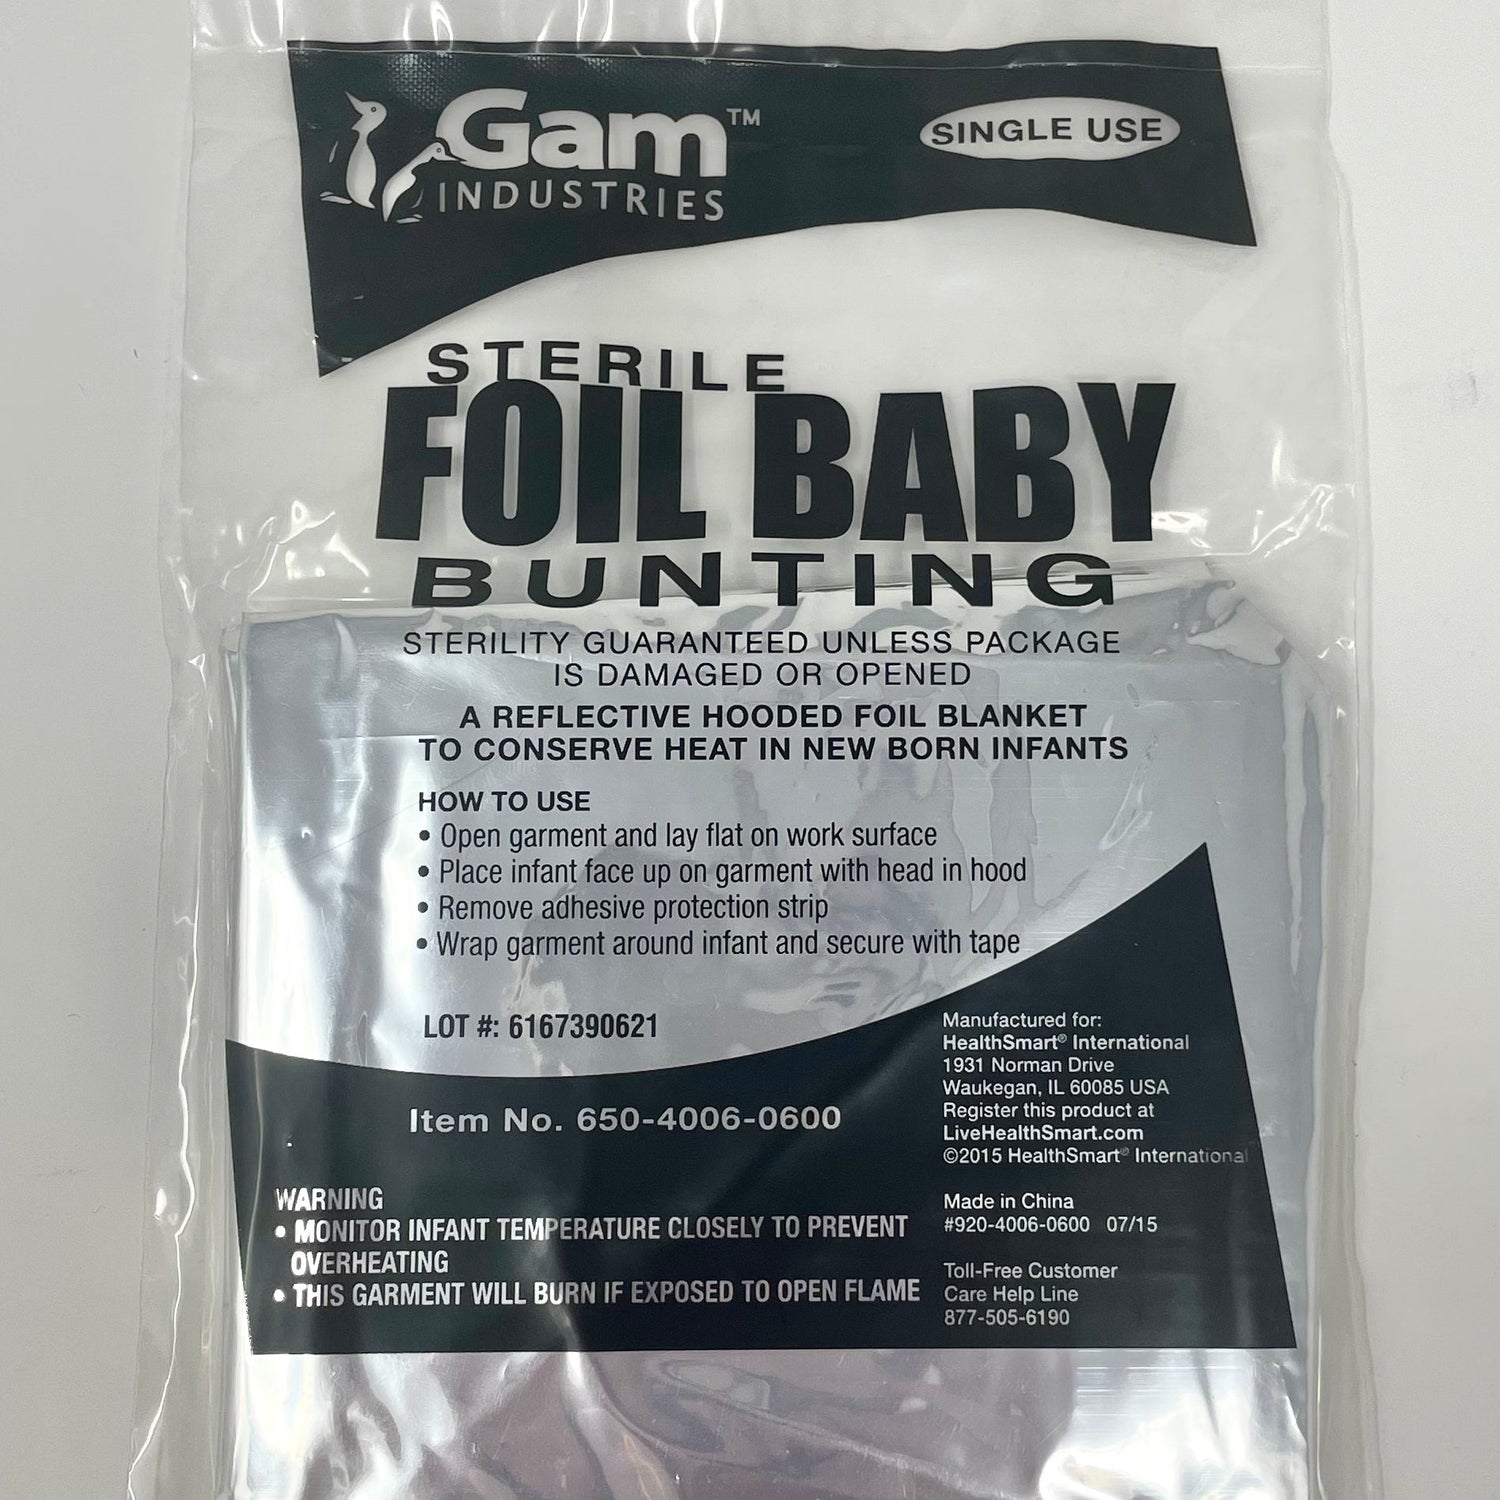 Gam™
INDUSTRIES
SINGLE USE
STERILE
FOIL BABY
BUNTING
STERILITY GUARANTEED UNLESS PACKAGE
IS DAMAGED OR OPENED
A REFLECTIVE HOODED FOIL BLANKET
TO CONSERVE HEAT IN NEW BORN INFANTS
HOW TO USE
• Open garment and lay flat on work surface
• Place infant face up on garment with head in hood
• Remove adhesive protection strip
• Wrap garment around infant and secure with tape
LOT #: 6167390621
Item No. 650-4006-0600
WARNING
• MONITOR INFANT TEMPERATURE CLOSELY TO PREVENT
OVERHEATING
• THIS GARMENT WILL BURN IF EXPOSED TO OPEN FLAME
Manufactured for:
HealthSmart® International
1931 Norman Drive
Waukegan, IL 60085 USA
Register this product at
LiveHealthSmart.com
©2015 HealthSmart® International
Made in China
#920-4006-0600 07/15
Toll-Free Customer
Care Help Line
877-505-6190